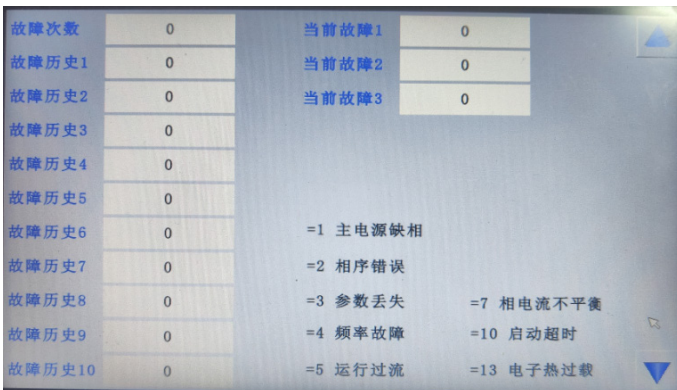 故障次数 0 当前故障1 0
故障历史1 0 当前故障2 0
故障历史2 0 当前故障3 0
故障历史3 0
故障历史4 0
故障历史5 0
故障历史6 0 =1 主电源缺相
故障历史7 0 =2 相序错误
故障历史8 0 =3 参数丢失 =7 相电流不平衡
故障历史9 0 =4 频率故障 =10 启动超时
故障历史10 0 =5 运行过流 =13 电子热过载